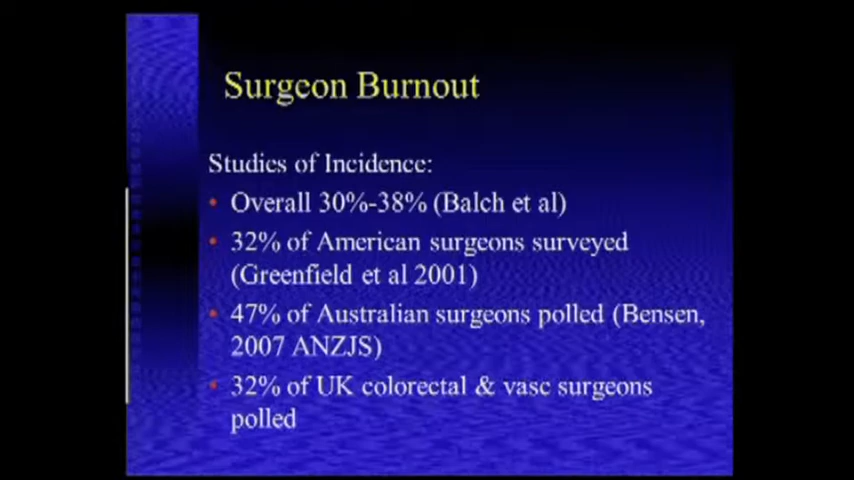 Surgeon Burnout
Studies of Incidence:
• Overall 30%-38% (Balch et al)
• 32% of American surgeons surveyed
(Greenfield et al 2001)
• 47% of Australian surgeons polled (Bensen,
2007 ANZJS)
• 32% of UK colorectal & vasc surgeons
polled